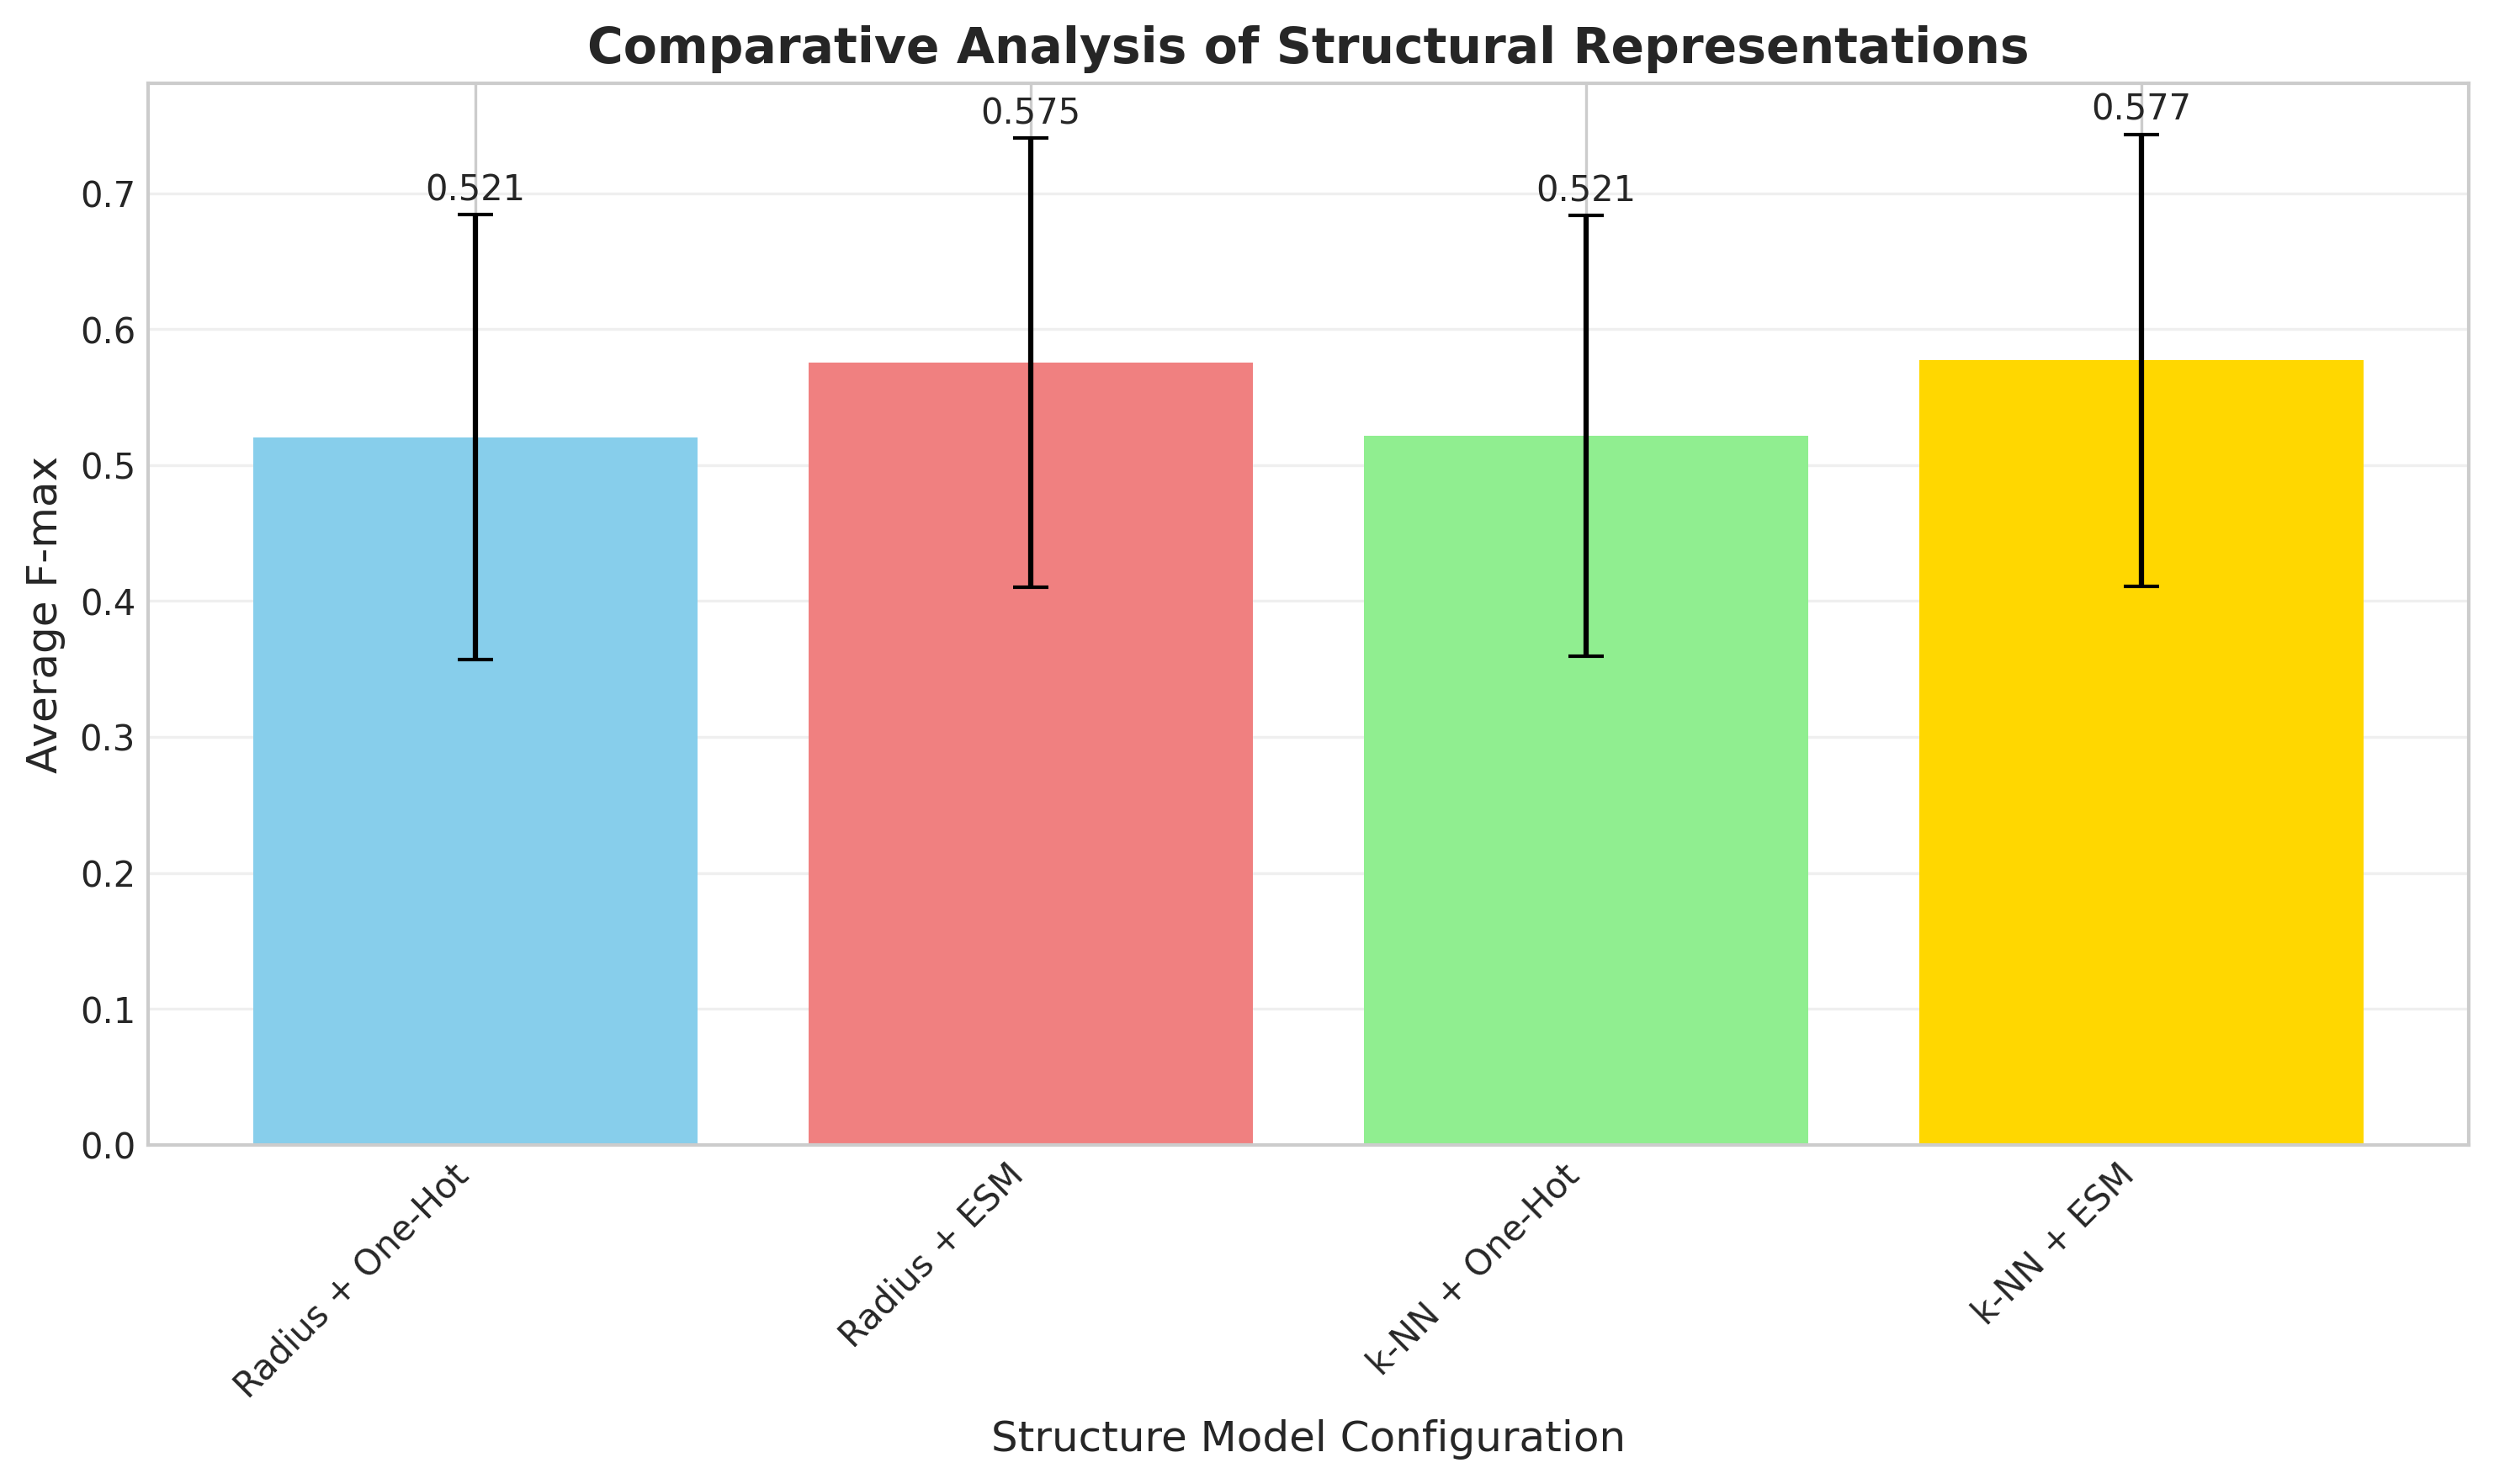 Comparative Analysis of Structural Representations
0.521
0.575
0.521
0.577
Average F-max
0.7
0.6
0.5
0.4
0.3
0.2
0.1
0.0
Radius + One-Hot
Radius + ESM
k-NN + One-Hot
k-NN + ESM
Structure Model Configuration